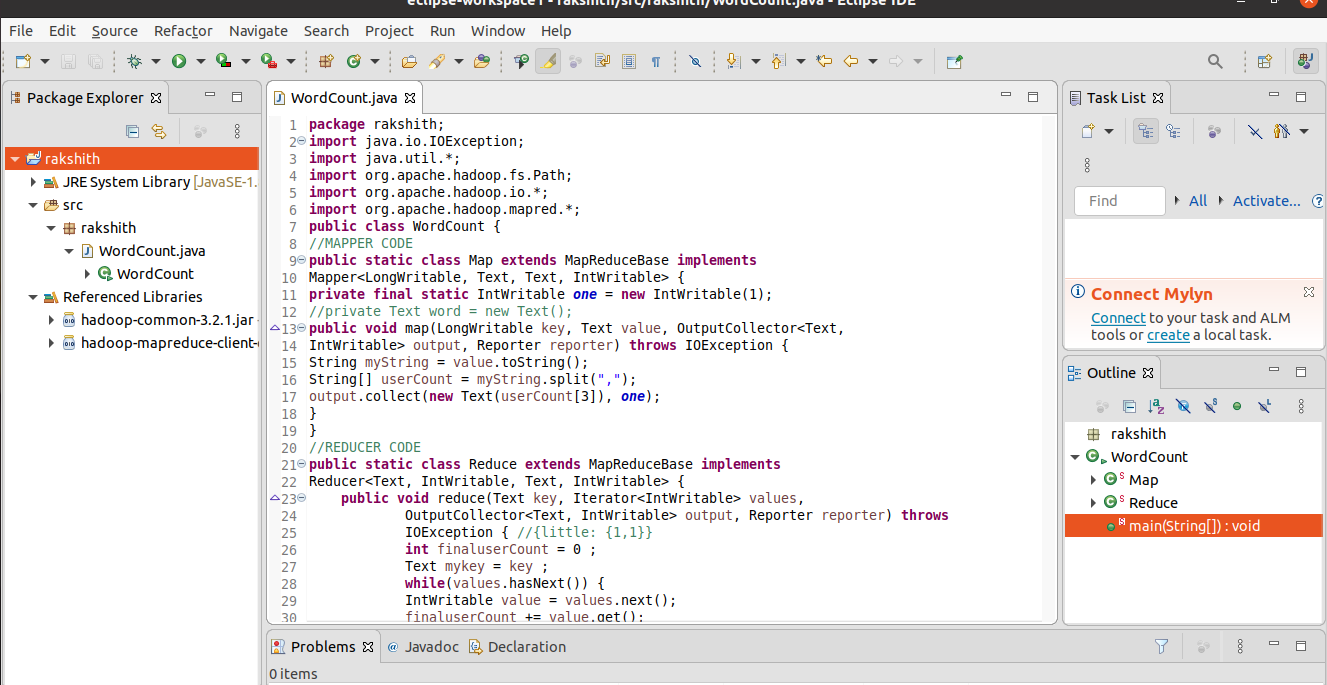 eclipse-workspace1 - rakshith/src/rakshith/WordCount.java - Eclipse IDE
File Edit Source Refactor Navigate Search Project Run Window Help
Package Explorer
rakshith
JRE System Library [JavaSE-1.
src
rakshith
WordCount.java
WordCount
Referenced Libraries
hadoop-common-3.2.1.jar
hadoop-mapreduce-client-
WordCount.java
1 package rakshith;
2 import java.io.IOException;
3 import java.util.*;
4 import org.apache.hadoop.fs.Path;
5 import org.apache.hadoop.io.*;
6 import org.apache.hadoop.mapred.*;
7 public class WordCount {
8 //MAPPER CODE
9 public static class Map extends MapReduceBase implements
10 Mapper<LongWritable, Text, Text, IntWritable> {
11 private final static IntWritable one = new IntWritable(1);
12 //private Text word = new Text();
13 public void map(LongWritable key, Text value, OutputCollector<Text,
14 IntWritable> output, Reporter reporter) throws IOException {
15 String myString = value.toString();
16 String[] userCount = myString.split(",");
17 output.collect(new Text(userCount[3]), one);
18 }
19 }
20 //REDUCER CODE
21 public static class Reduce extends MapReduceBase implements
22 Reducer<Text, IntWritable, Text, IntWritable> {
23 public void reduce(Text key, Iterator<IntWritable> values,
24 OutputCollector<Text, IntWritable> output, Reporter reporter) throws
25 IOException { //{little: {1,1}}
26 int finaluserCount = 0 ;
27 Text mykey = key ;
28 while(values.hasNext()) {
29 IntWritable value = values.next();
30 finaluserCount += value.get();
Problems Javadoc Declaration
0 items
Task List
Find All Activate...
Connect Mylyn
Connect to your task and ALM
tools or create a local task.
Outline
rakshith
WordCount
Map
Reduce
main(String[]) : void